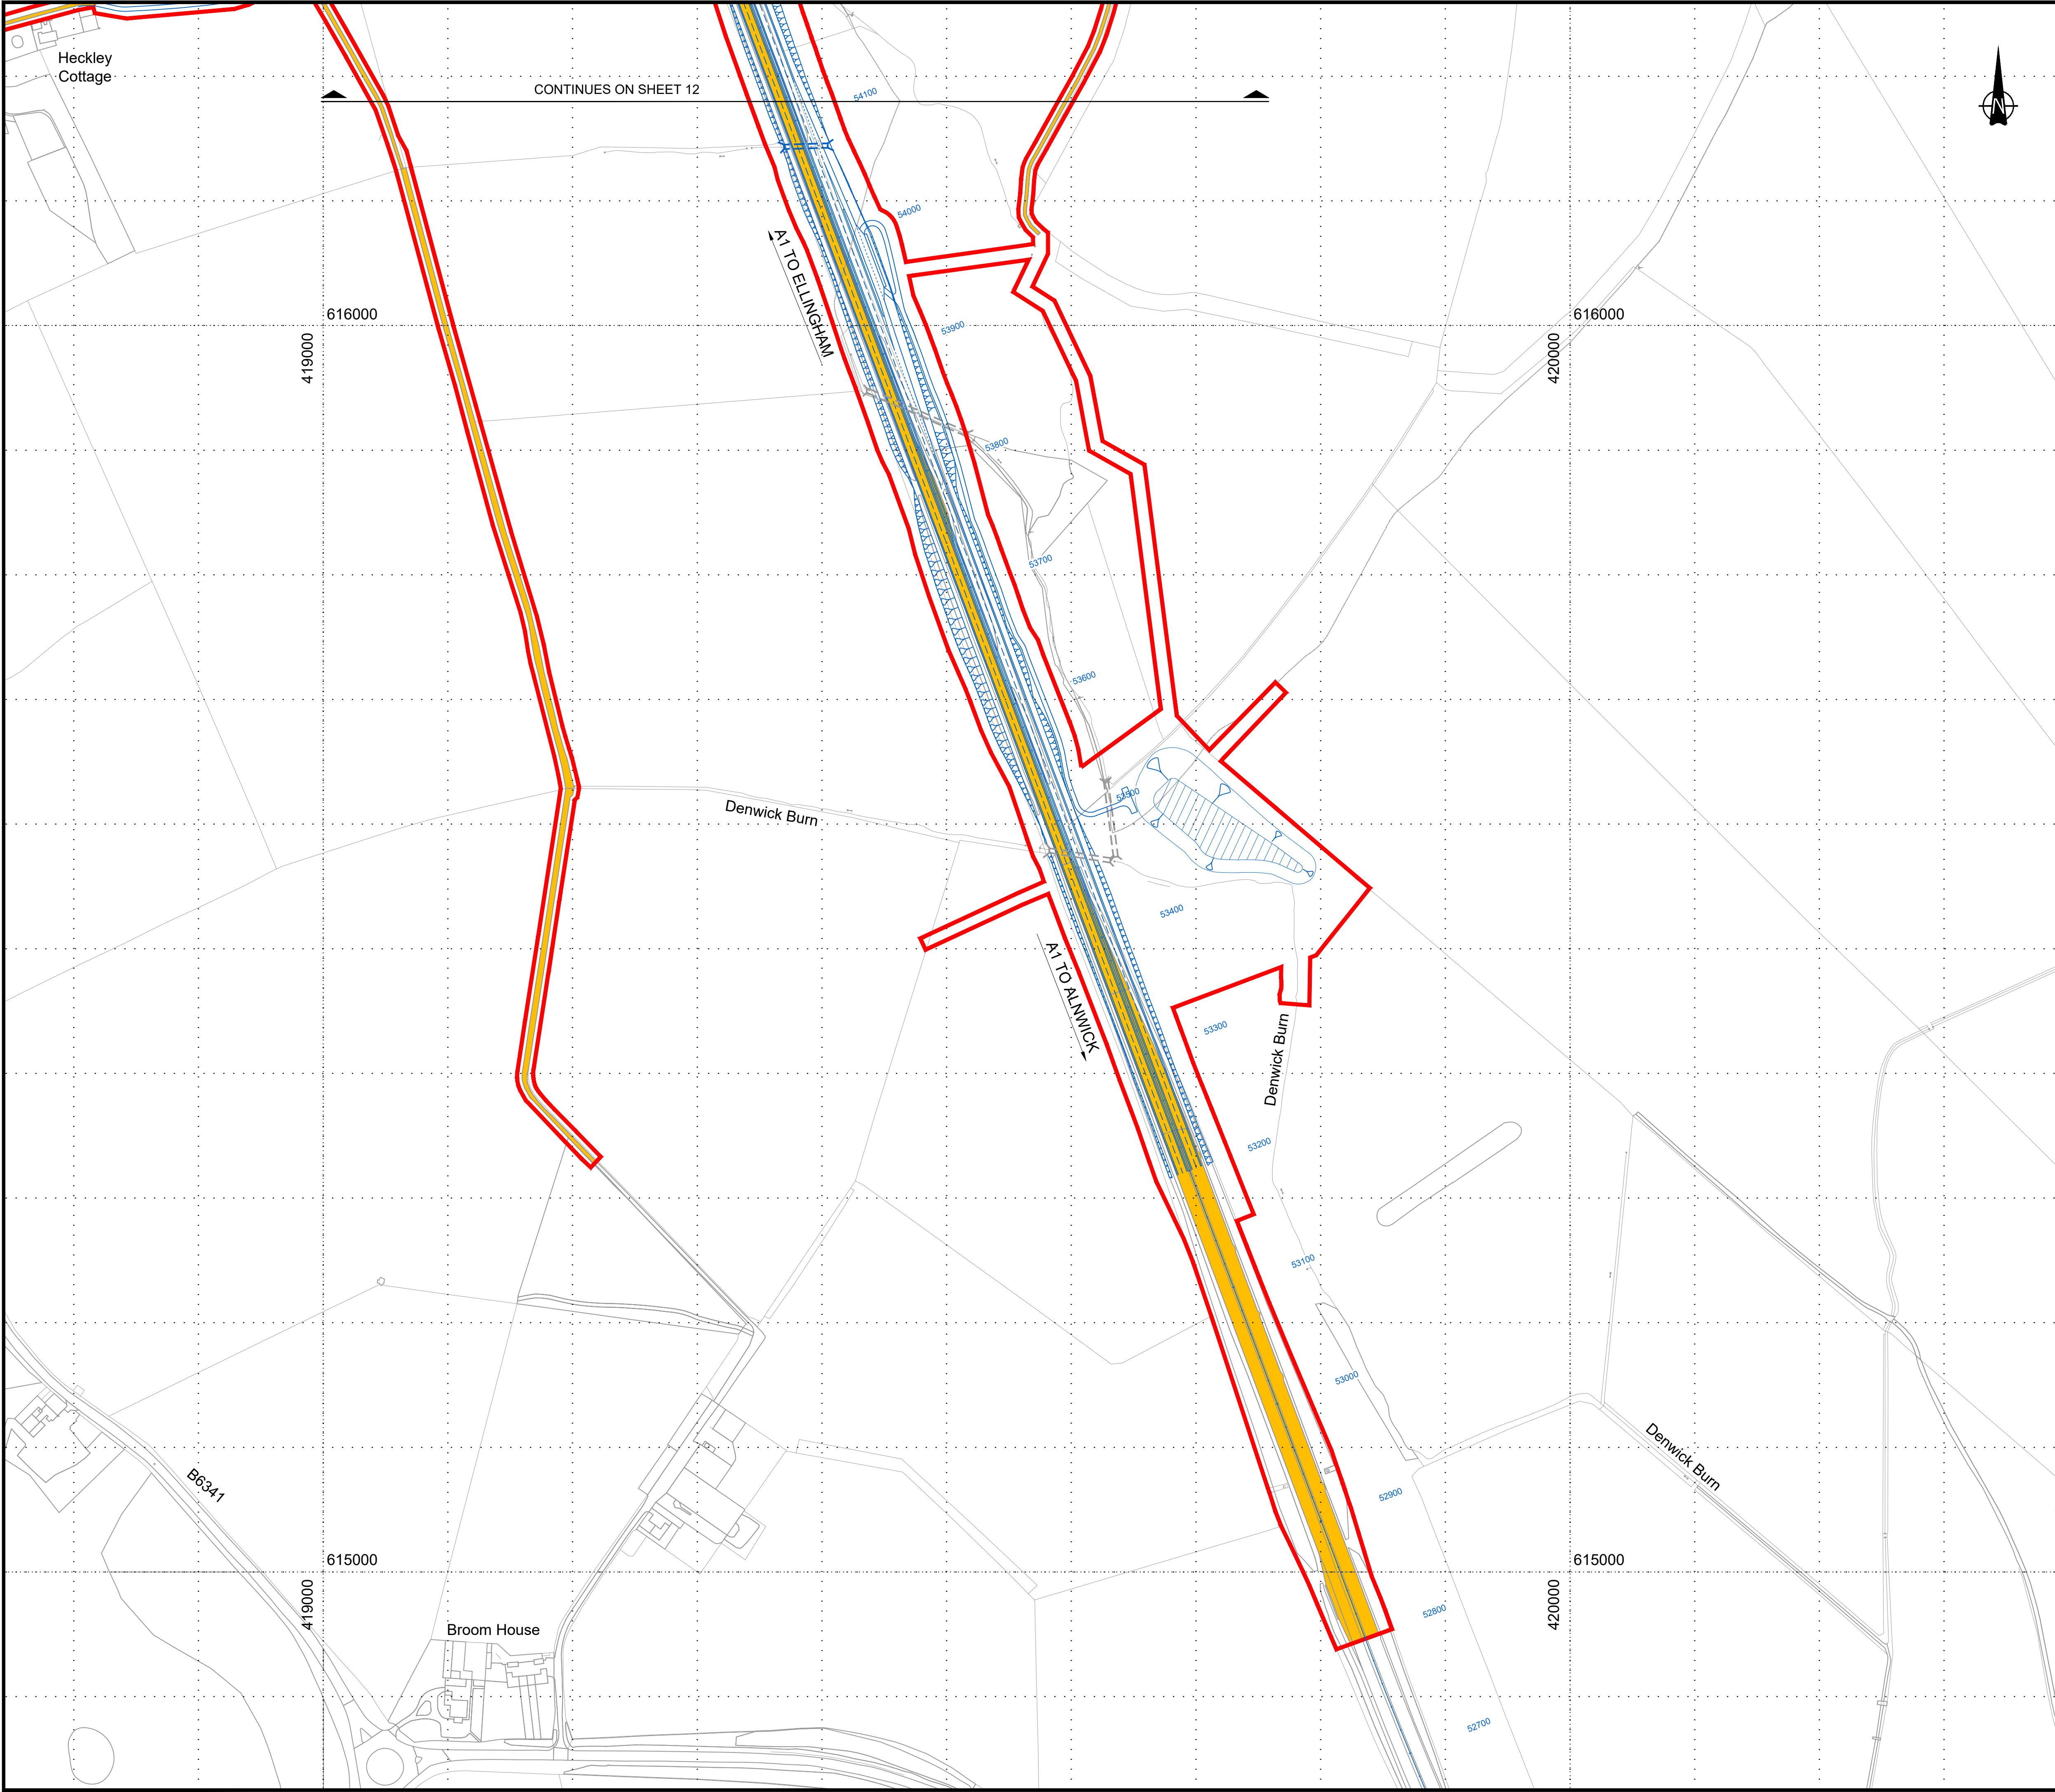 Heckley
Cottage
CONTINUES ON SHEET 12
N
54100
54000
A1 TO ELLINGHAM
616000
616000
419000
420000
53900
53800
53700
53600
53500
Denwick Burn
53400
A1 TO ALNWICK
53300
Denwick Burn
53200
53100
53000
Denwick Burn
B6341
52900
615000
615000
419000
420000
52800
Broom House
52700